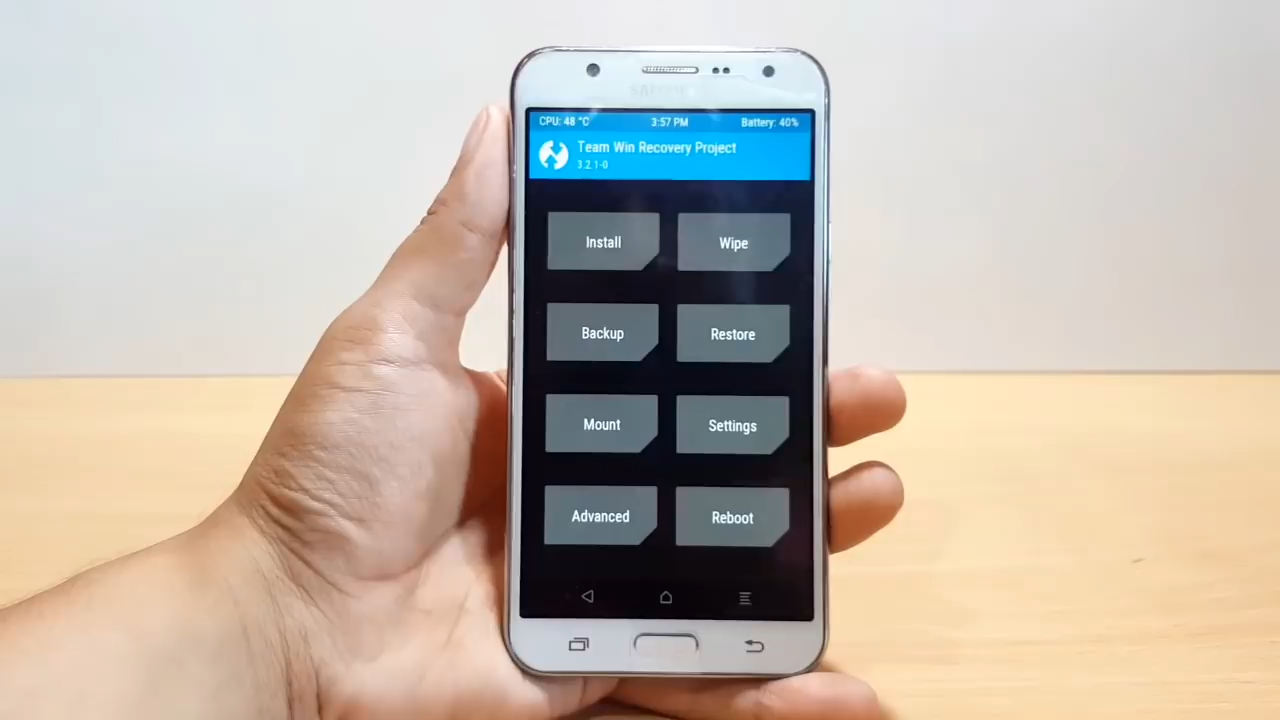 SAMSUNG
CPU: 48 °C 3:57 PM Battery: 40%
Team Win Recovery Project
3.2.1-0
Install Wipe
Backup Restore
Mount Settings
Advanced Reboot